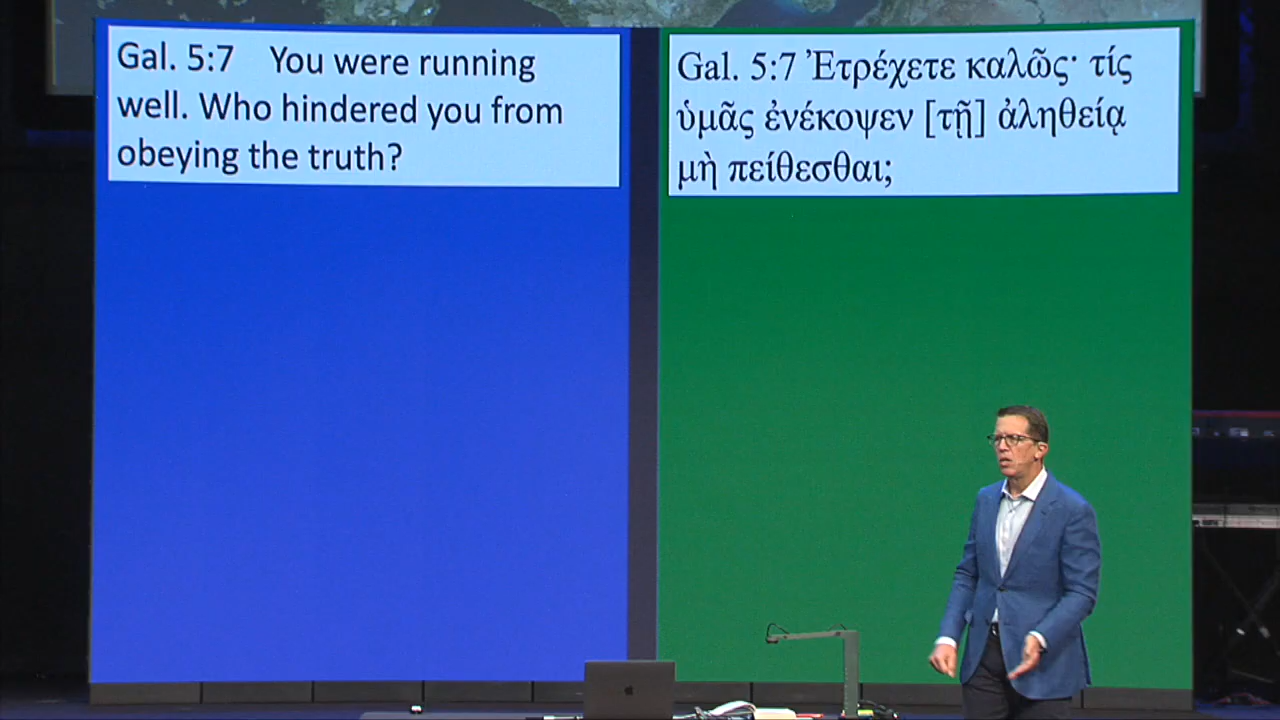 Gal. 5:7 You were running
well. Who hindered you from
obeying the truth?
Gal. 5:7 Ἐτρέχετε καλῶς· τίς
ὑμᾶς ἐνέκοψεν [τῇ] ἀληθείᾳ
μὴ πείθεσθαι;